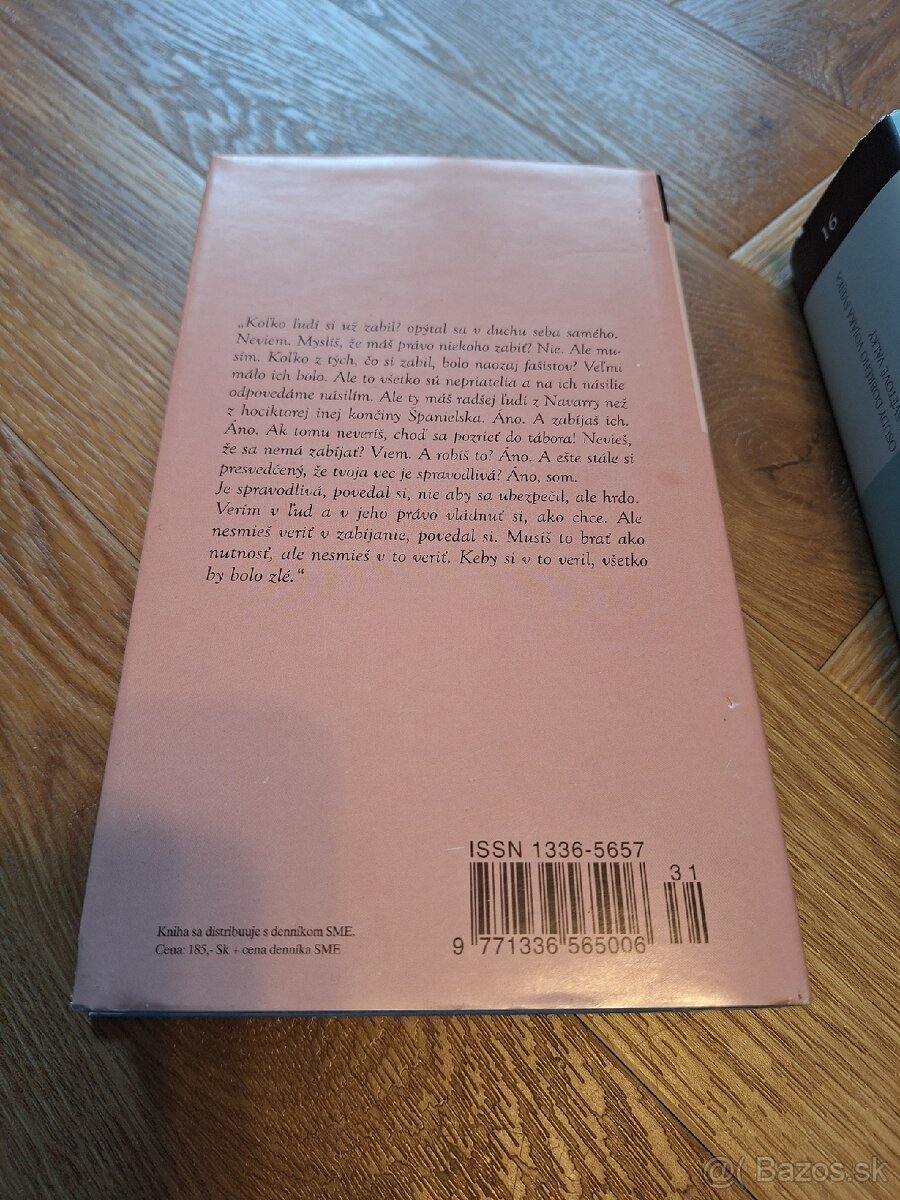 „Koľko ľudí si už zabil? opýtal sa v duchu seba samého.
Neviem. Myslíš, že máš právo niekoho zabiť? Nie. Ale mu-
sím. Koľko z tých, čo si zabil, bolo naozaj fašistov? Veľmi
málo ich bolo. Ale to všetko sú nepriatelia a na ich násilie
odpovedáme násilím. Ale ty máš radšej ľudí z Navarry než
z hociktorej inej končiny Španielska. Áno. A zabíjaš ich.
Áno. Ak tomu neveríš, choď sa pozrieť do tábora! Nevieš,
že sa nemá zabíjať? Viem. A robíš to? Áno. A ešte stále si
presvedčený, že tvoja vec je spravodlivá? Áno, som.
Je spravodlivá, povedal si, nie aby sa ubezpečil, ale hrdo.
Verím v ľud a v jeho právo vládnuť si, ako chce. Ale
nesmieš veriť v zabíjanie, povedal si. Musíš to brať ako
nutnosť, ale nesmieš v to veriť. Keby si v to veril, všetko
by bolo zlé.“
ISSN 1336-5657
31
9 771336 565006
Kniha sa distribuuje s denníkom SME.
Cena: 185,- Sk + cena denníka SME
16
OSUDY DOBRÉHO VOJÁKA ŠVEJKA
SVĚTOVÉ VÁLKY
@( Bazos.sk